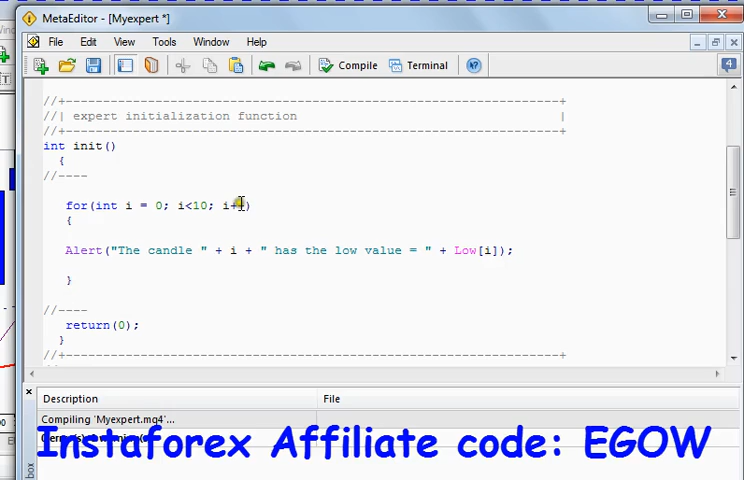 MetaEditor - [Myexpert *]
File Edit View Tools Window Help
Compile Terminal 4
//+------------------------------------------------------------------+
//| expert initialization function |
//+------------------------------------------------------------------+
int init()
{
//----
for(int i = 0; i<10; i++)
{
Alert("The candle " + i + " has the low value = " + Low[i]);
}
//----
return(0);
}
//+------------------------------------------------------------------+
Description File
Compiling 'Myexpert.mq4'...
Instaforex Affiliate code: EGOW
box